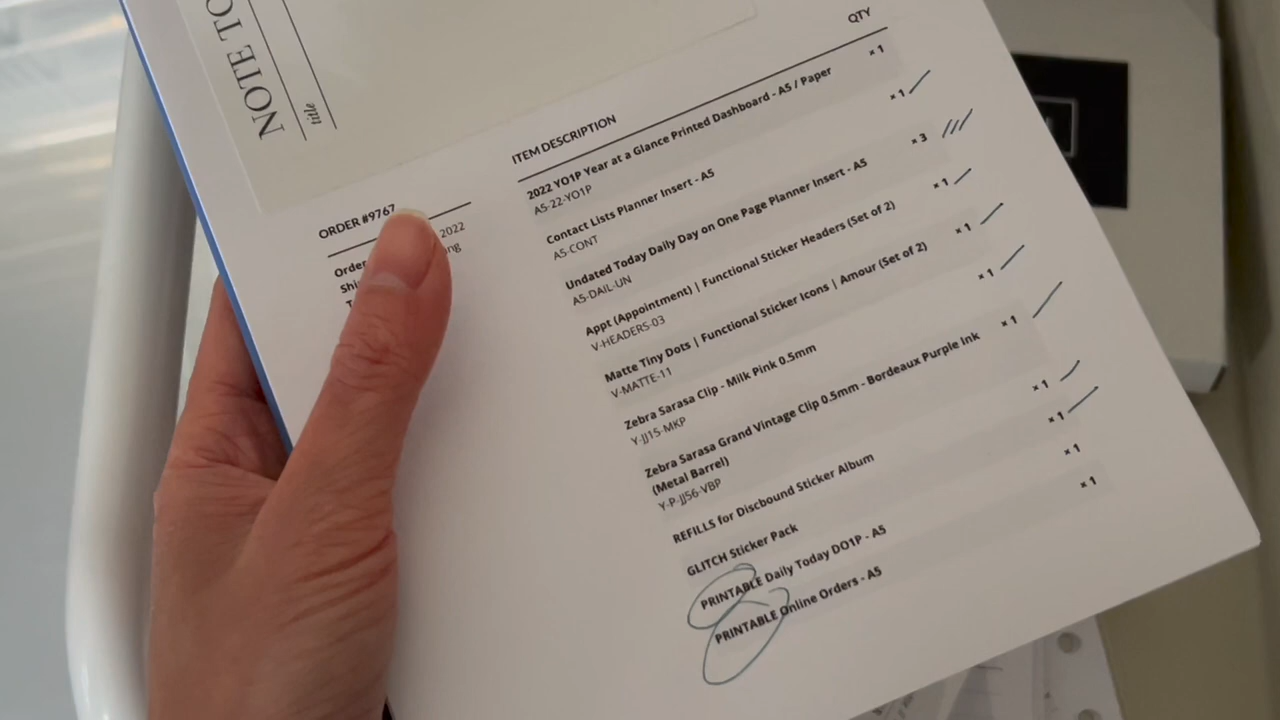 NOTE TO
title
ORDER #9767
2022
ITEM DESCRIPTION QTY
2022 YO1P Year at a Glance Printed Dashboard - A5 / Paper × 1
A5-22-YO1P
Contact Lists Planner Insert - A5 × 1
A5-CONT
Undated Today Daily Day on One Page Planner Insert - A5 × 3
A5-DAIL-UN
Appt (Appointment) | Functional Sticker Headers (Set of 2) × 1
V-HEADERS-03
Matte Tiny Dots | Functional Sticker Icons | Amour (Set of 2) × 1
V-MATTE-11
Zebra Sarasa Clip - Milk Pink 0.5mm × 1
Y-JJ15-MKP
Zebra Sarasa Grand Vintage Clip 0.5mm - Bordeaux Purple Ink × 1
(Metal Barrel)
Y-P-JJ56-VBP
REFILLS for Discbound Sticker Album × 1
GLITCH Sticker Pack × 1
PRINTABLE Daily Today DO1P - A5 × 1
PRINTABLE Online Orders - A5 × 1